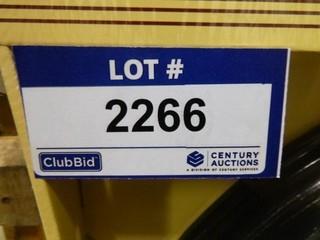 LOT #
2266
ClubBid
CENTURY
AUCTIONS
A DIVISION OF CENTURY SERVICES